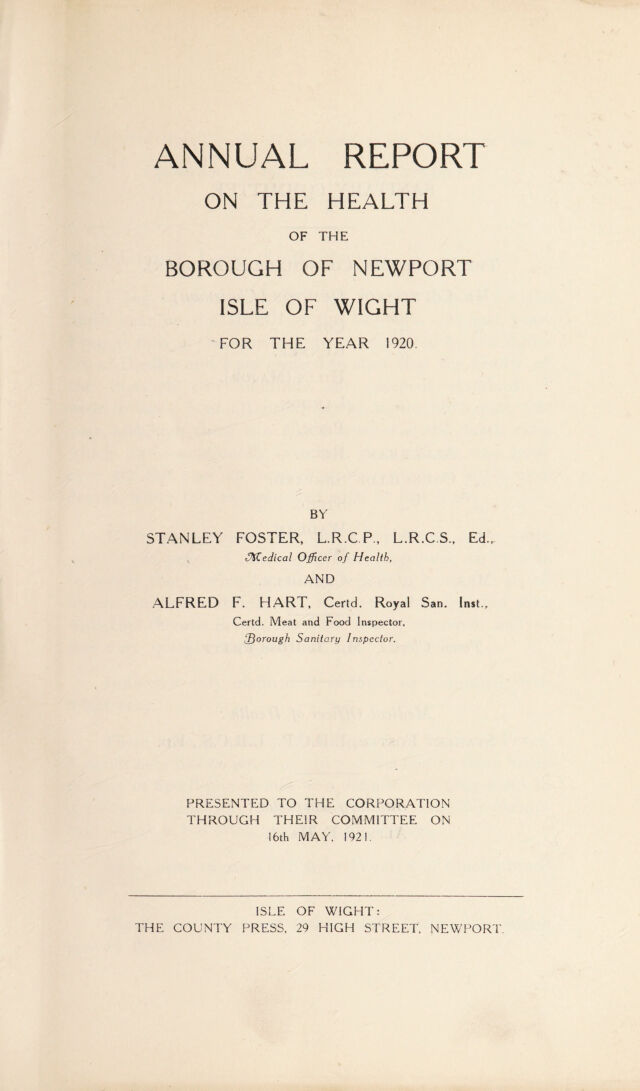 ANNUAL REPORT
ON THE HEALTH
OF THE
BOROUGH OF NEWPORT
ISLE OF WIGHT
FOR THE YEAR 1920.
BY
STANLEY FOSTER, L.R.C.P., L.R.C.S., Ed.,
Medical Officer of Health,
AND
ALFRED F. HART, Certd. Royal San. Inst.,
Certd. Meat and Food Inspector,
Borough Sanitary Inspector.
PRESENTED TO THE CORPORATION
THROUGH THEIR COMMITTEE ON
16th MAY, 1921.
ISLE OF WIGHT:
THE COUNTY PRESS, 29 HIGH STREET, NEWPORT.